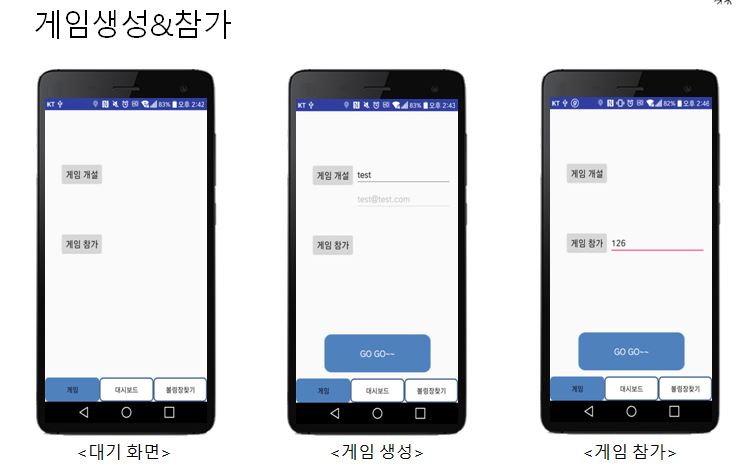 게임생성&참가
KT 83% 오후 2:42
게임 개설
게임 참가
게임 대시보드 볼링장찾기
<대기 화면>
KT 83% 오후 2:43
게임 개설 test
test@test.com
게임 참가
GO GO~~
게임 대시보드 볼링장찾기
<게임 생성>
KT 82% 오후 2:46
게임 개설
게임 참가 126
GO GO~~
게임 대시보드 볼링장찾기
<게임 참가>